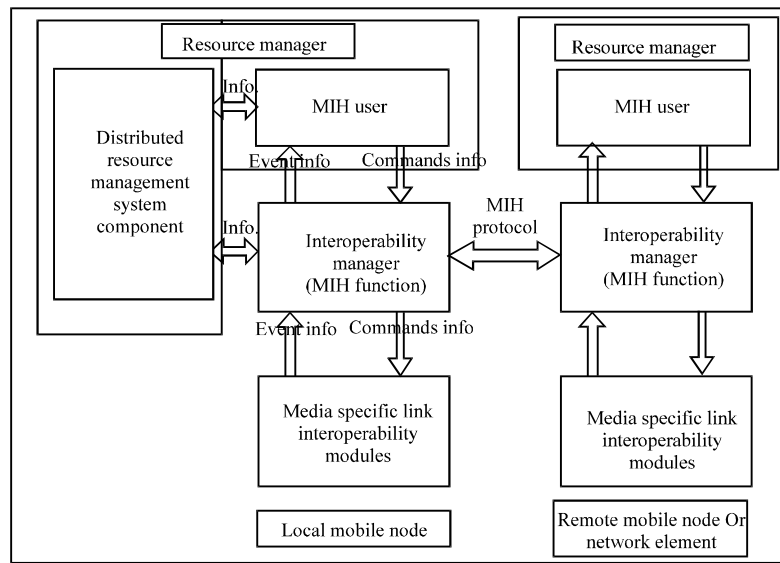 Resource manager
Resource manager
Info.
MIH user
MIH user
Distributed
resource
management
system
component
Event info
Commands info
MIH
protocol
Info.
Interoperability
manager
(MIH function)
Interoperability
manager
(MIH function)
Event info
Commands info
Media specific link
interoperability
modules
Media specific link
interoperability
modules
Local mobile node
Remote mobile node Or
network element